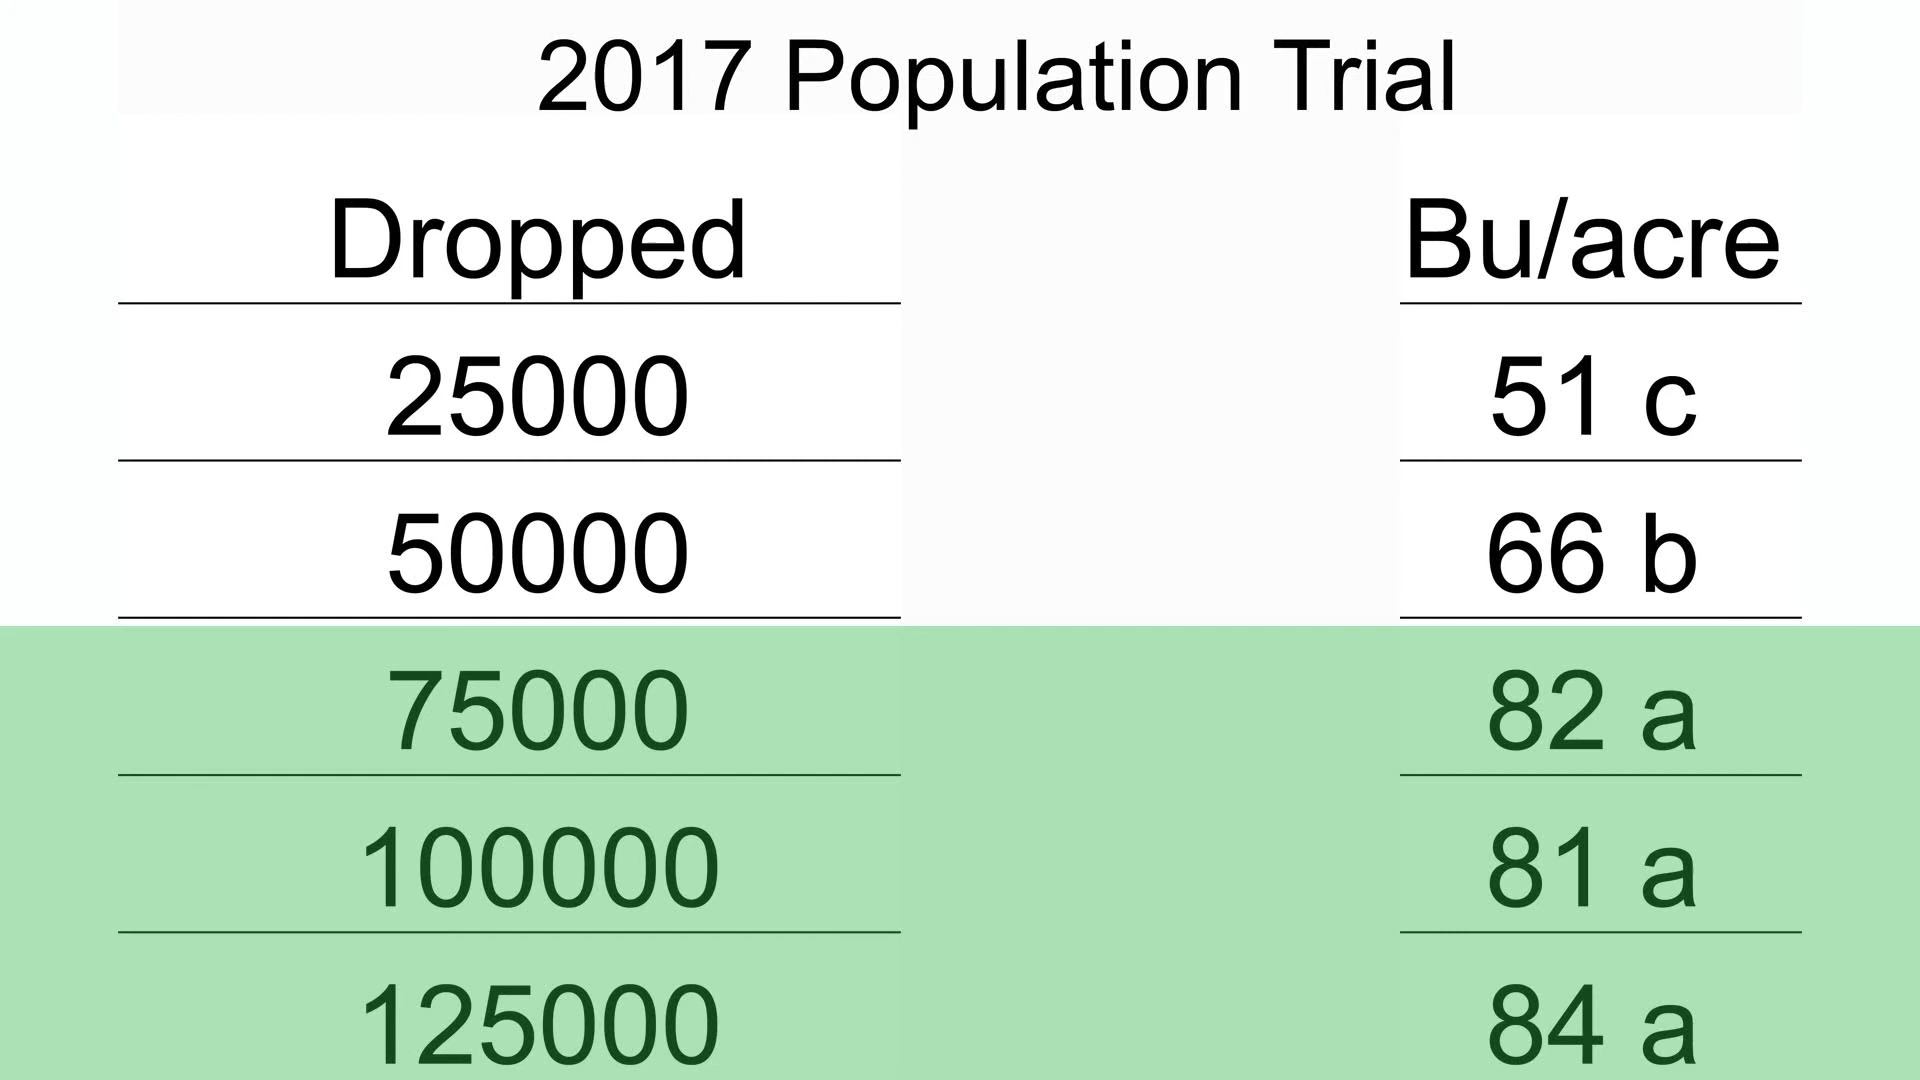 2017 Population Trial
Dropped Bu/acre
25000 51 c
50000 66 b
75000 82 a
100000 81 a
125000 84 a